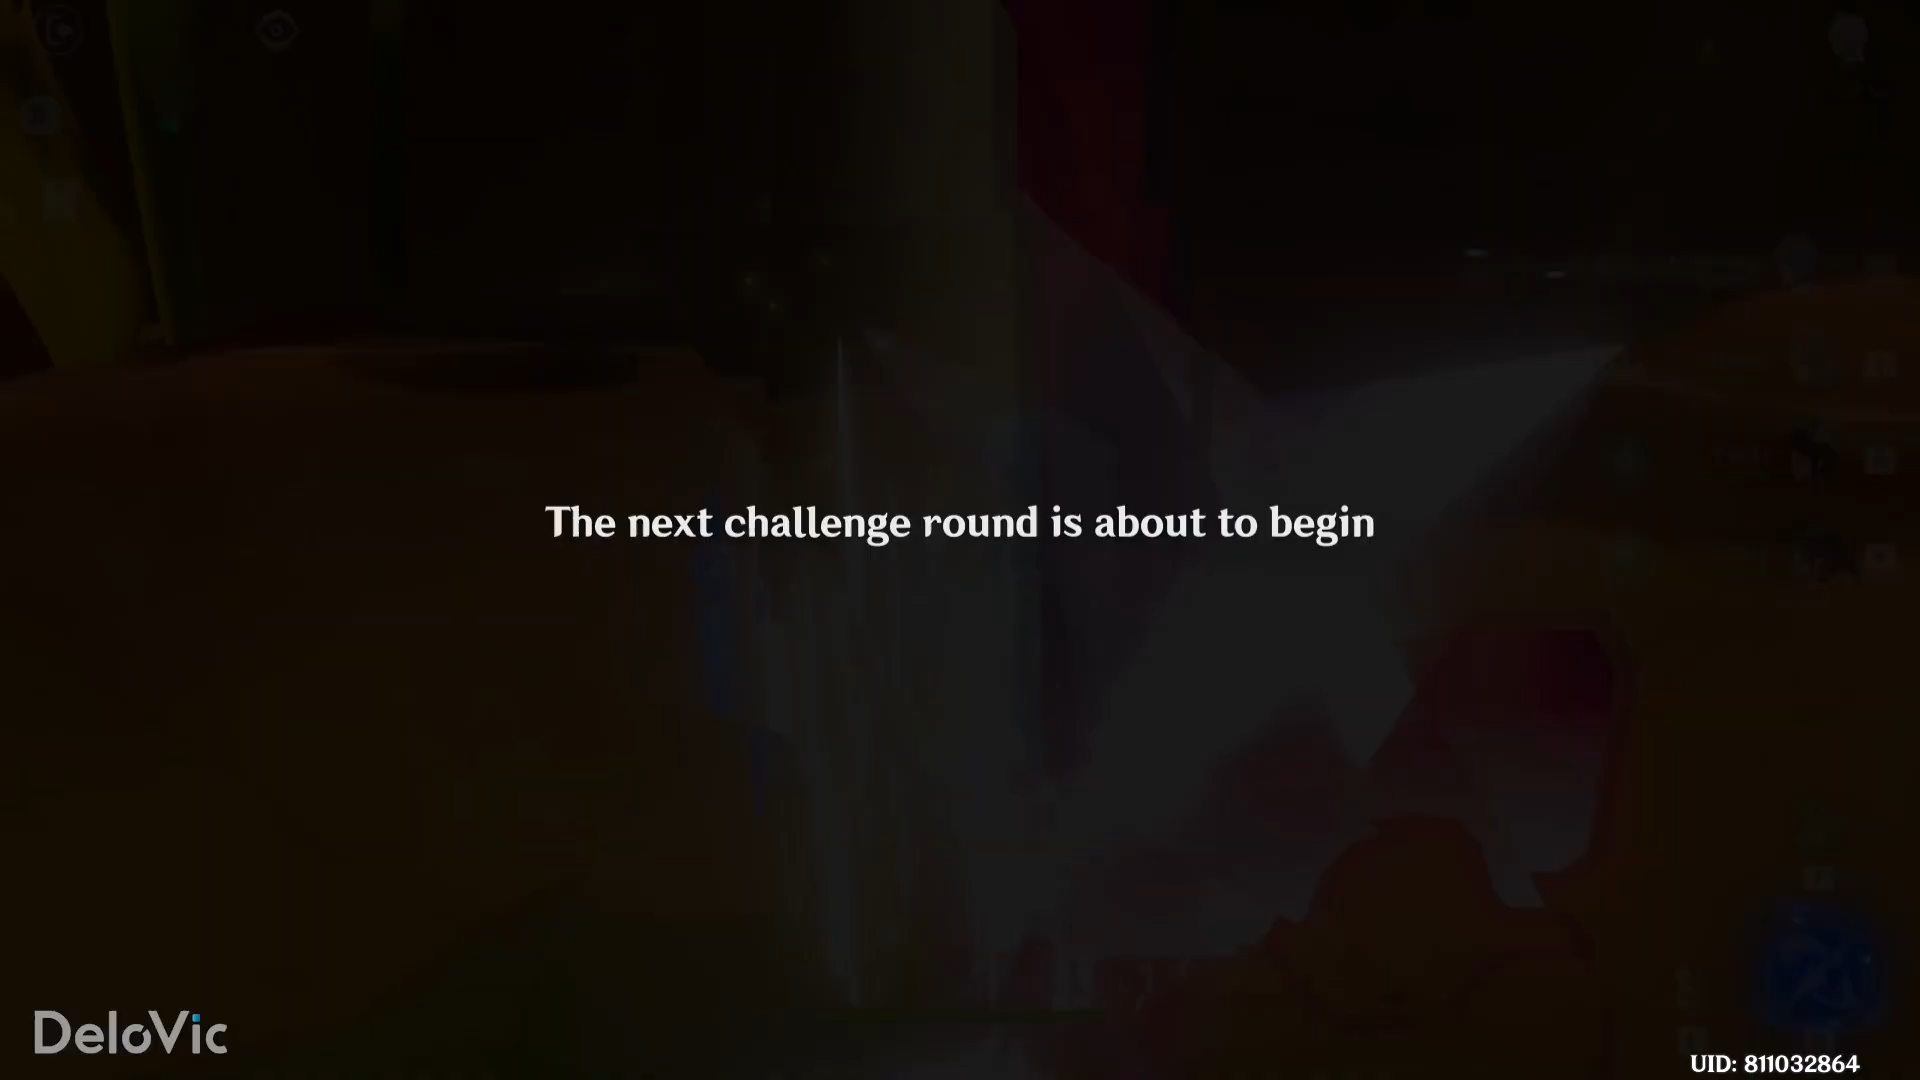 The next challenge round is about to begin
DeloVic
UID: 811032864